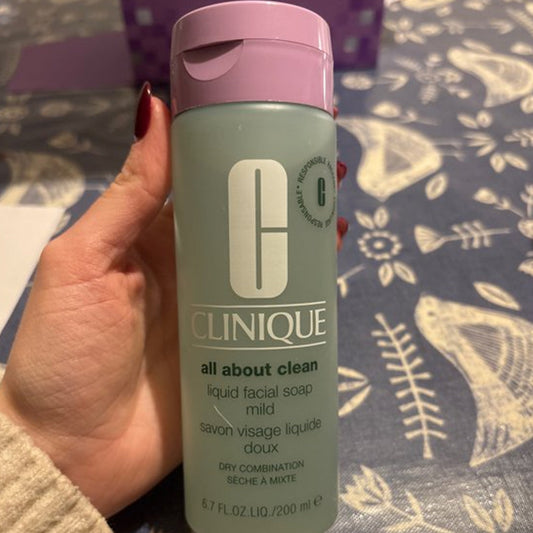 C
RESPONSIBLE
C
CLINIQUE
all about clean
liquid facial soap
mild
savon visage liquide
doux
DRY COMBINATION
SÈCHE À MIXTE
6.7 FL.OZ.LIQ./200 ml ℮